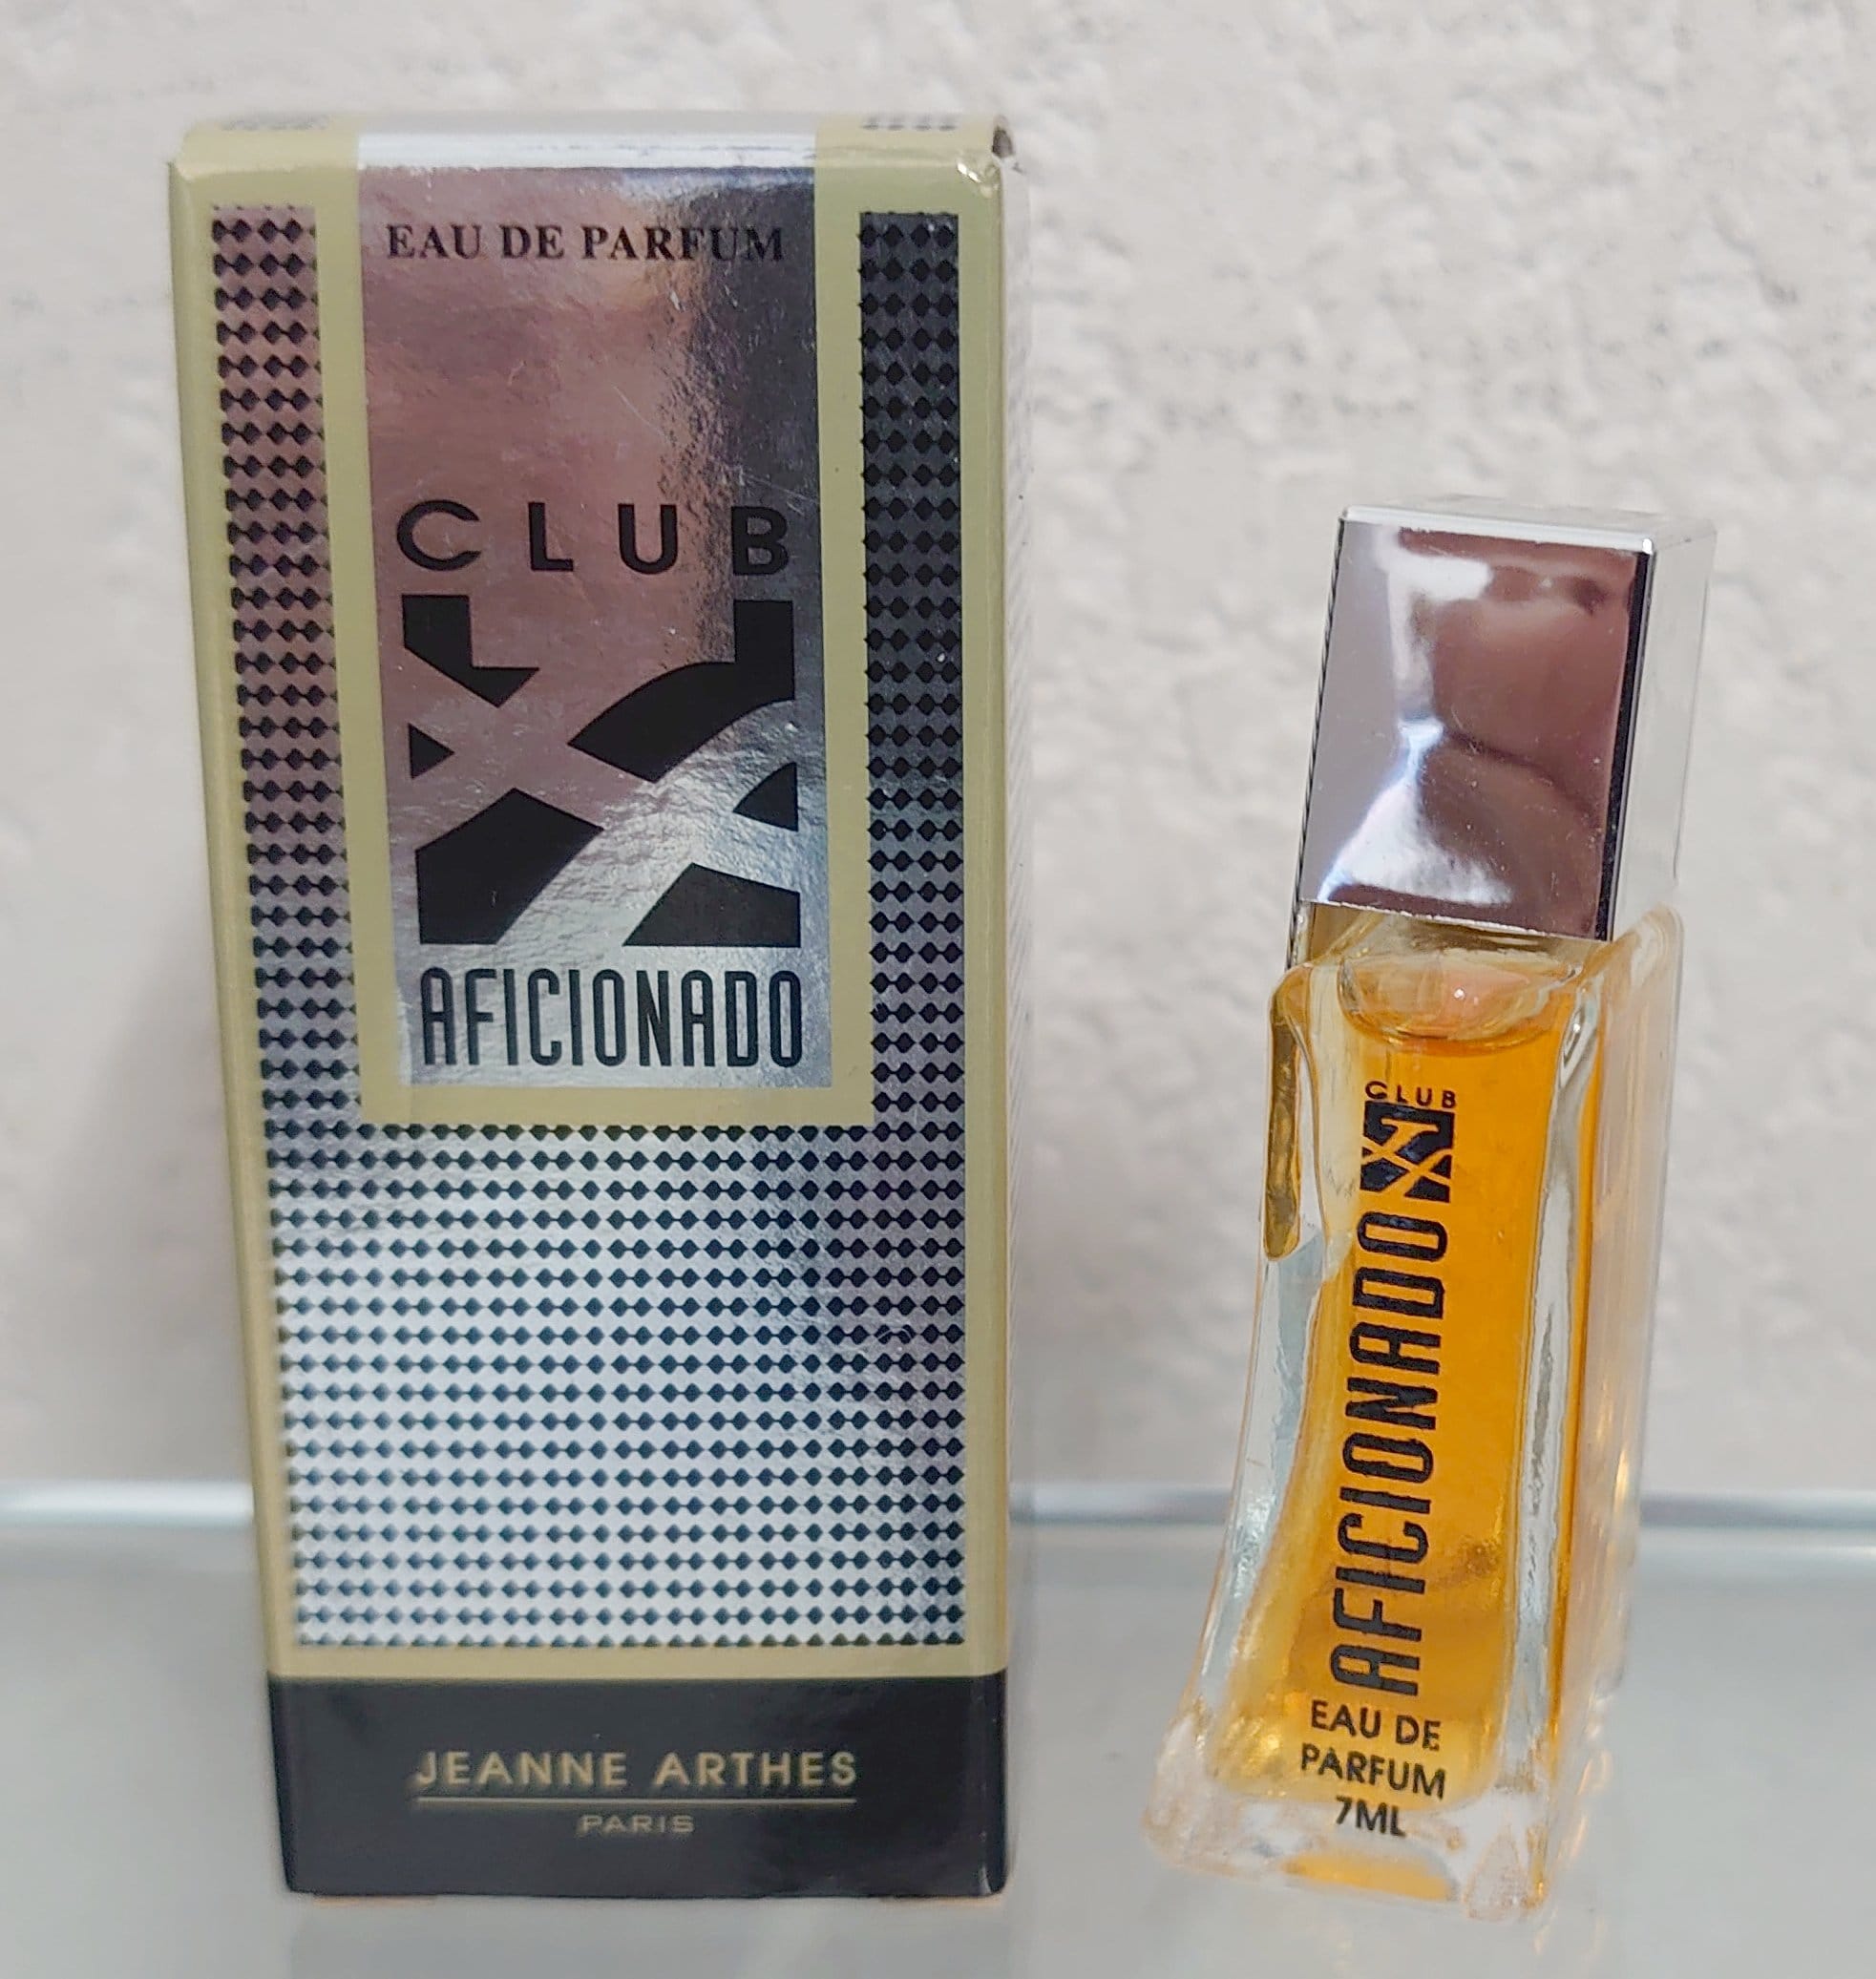 EAU DE PARFUM
CLUB
AFICIONADO
JEANNE ARTHES
PARIS
CLUB
AFICIONADO
EAU DE
PARFUM
7ML